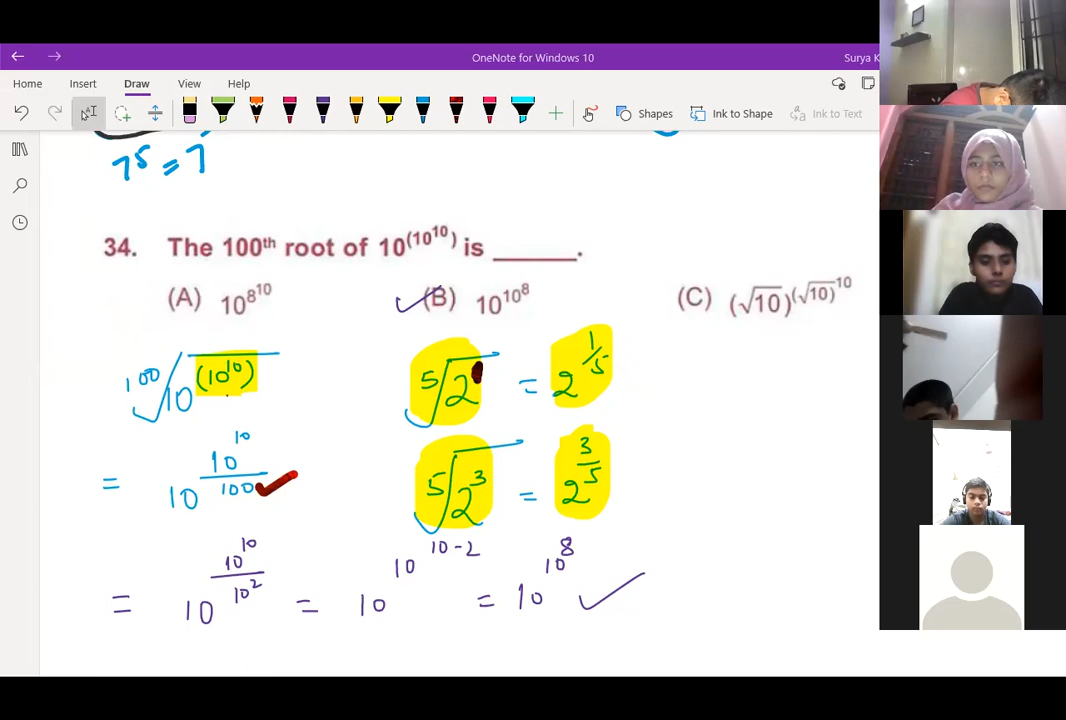 OneNote for Windows 10
Surya K
Home Insert Draw View Help
Shapes Ink to Shape Ink to Text
7⁵ = 7
34. The 100ᵗʰ root of 10^(10^10) is ______.
(A) 10^8^10 (B) 10^10^8 (C) (√10)^(√10)^10
¹⁰⁰√10^(10^10) ⁵√2 = 2^(1/5)
= 10^(10^10/100) ⁵√2³ = 2^(3/5)
= 10^(10^10/10^2) = 10^10^(10-2) = 10^10^8